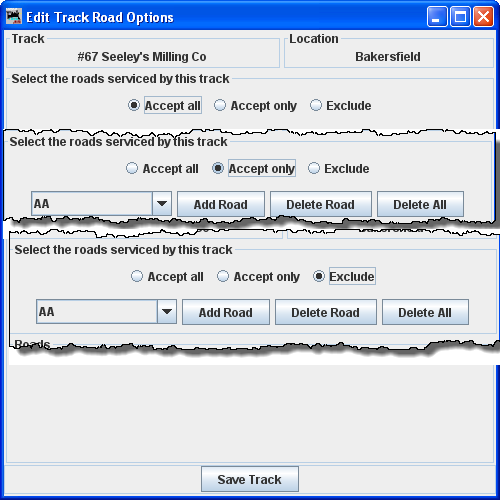 Edit Track Road Options
Track Location
#67 Seeley's Milling Co Bakersfield
Select the roads serviced by this track
Accept all Accept only Exclude
Select the roads serviced by this track
Accept all Accept only Exclude
AA Add Road Delete Road Delete All
Select the roads serviced by this track
Accept all Accept only Exclude
AA Add Road Delete Road Delete All
Roads
Save Track